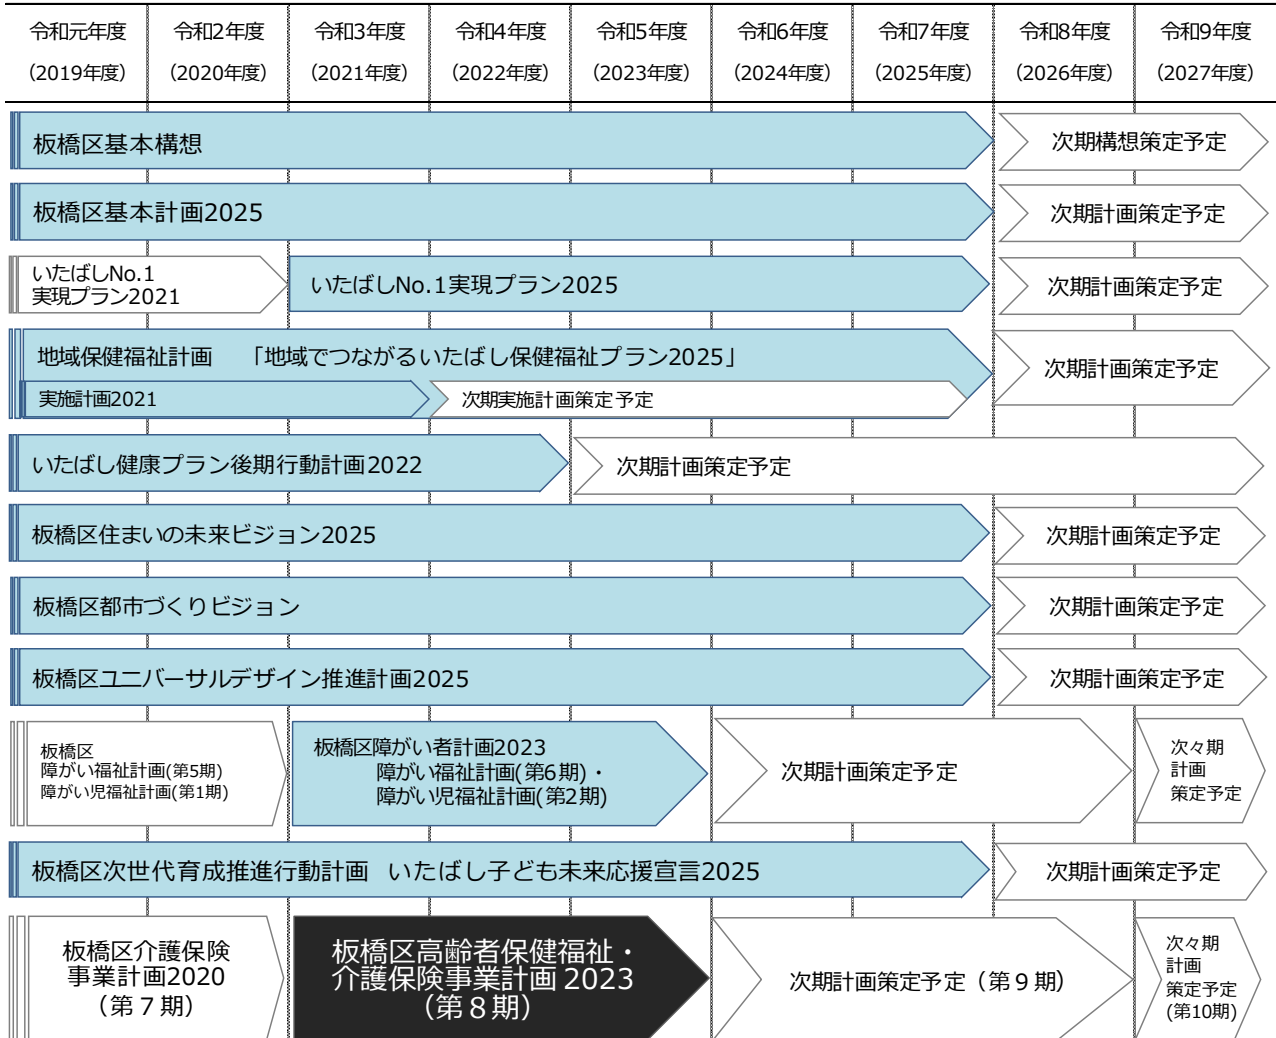 令和元年度 令和2年度 令和3年度 令和4年度 令和5年度 令和6年度 令和7年度 令和8年度 令和9年度
（2019年度） （2020年度） （2021年度） （2022年度） （2023年度） （2024年度） （2025年度） （2026年度） （2027年度）
板橋区基本構想 次期構想策定予定
板橋区基本計画2025 次期計画策定予定
いたばしNo.1
実現プラン2021
いたばしNo.1実現プラン2025 次期計画策定予定
地域保健福祉計画 「地域でつながるいたばし保健福祉プラン2025」
次期計画策定予定
実施計画2021 次期実施計画策定予定
いたばし健康プラン後期行動計画2022 次期計画策定予定
板橋区住まいの未来ビジョン2025 次期計画策定予定
板橋区都市づくりビジョン 次期計画策定予定
板橋区ユニバーサルデザイン推進計画2025 次期計画策定予定
板橋区
障がい福祉計画(第5期)
障がい児福祉計画(第1期)
板橋区障がい者計画2023
障がい福祉計画(第6期)・
障がい児福祉計画(第2期)
次期計画策定予定
次々期
計画
策定予定
板橋区次世代育成推進行動計画 いたばし子ども未来応援宣言2025 次期計画策定予定
板橋区介護保険
事業計画2020
（第７期）
板橋区高齢者保健福祉・
介護保険事業計画 2023
（第８期）
次期計画策定予定（第９期）
次々期
計画
策定予定
(第10期)